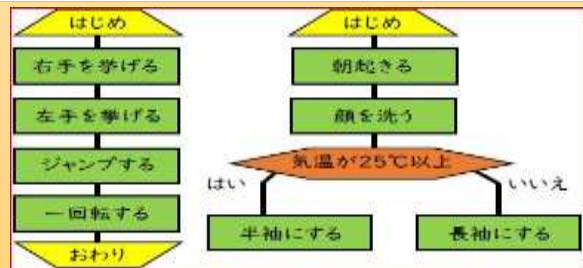 はじめ
右手を挙げる
左手を挙げる
ジャンプする
一回転する
おわり
はじめ
朝起きる
顔を洗う
気温が25℃以上
はい
いいえ
半袖にする
長袖にする